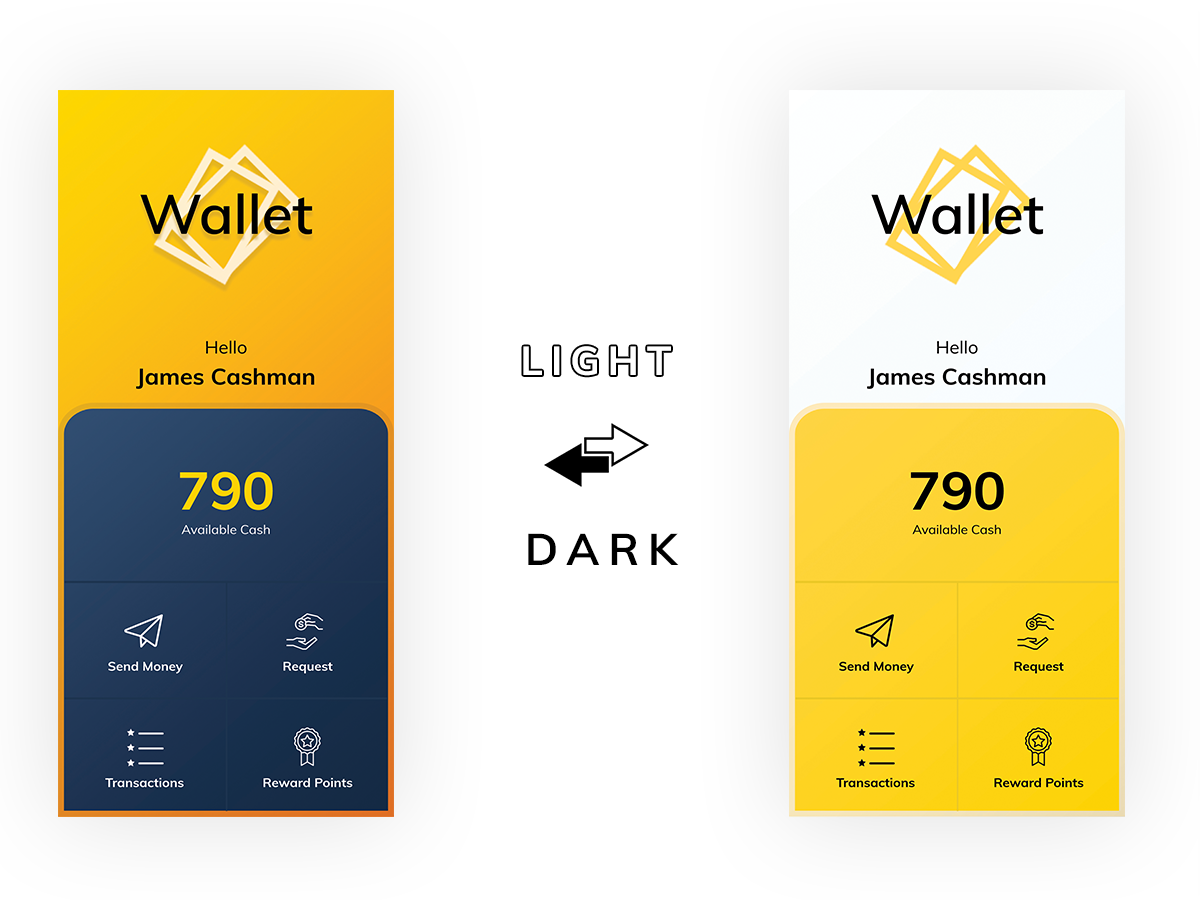 Wallet
Hello
James Cashman
790
Available Cash
Send Money
Request
Transactions
Reward Points
LIGHT
DARK
Wallet
Hello
James Cashman
790
Available Cash
Send Money
Request
Transactions
Reward Points